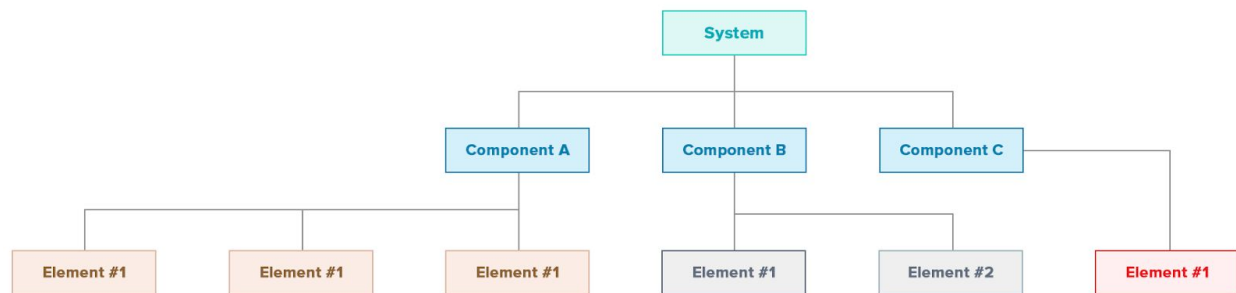 System
Component A
Component B
Component C
Element #1
Element #1
Element #1
Element #1
Element #2
Element #1